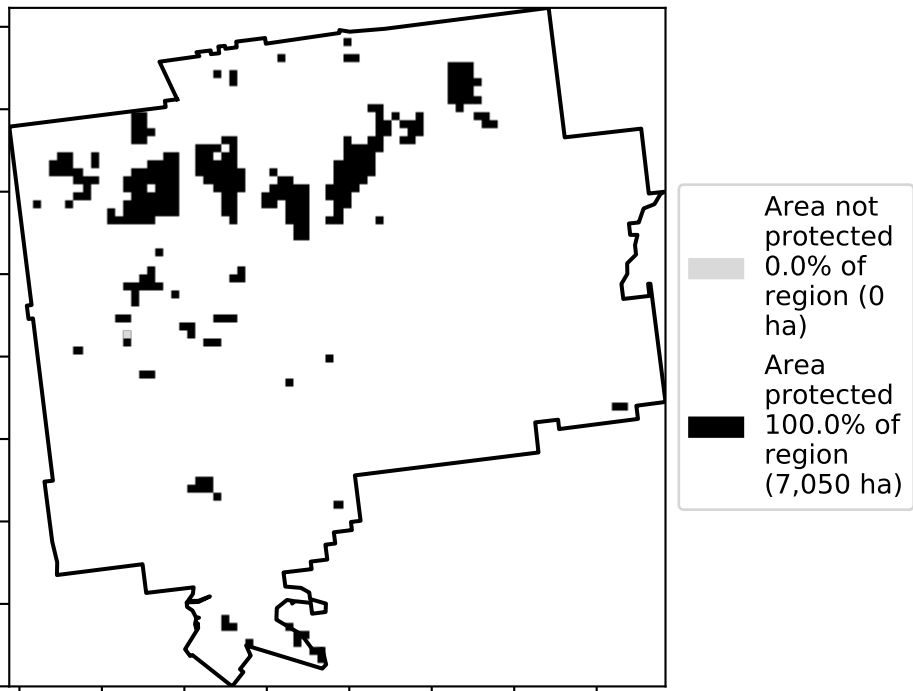 Area not
protected
0.0% of
region (0
ha)
Area
protected
100.0% of
region
(7,050 ha)